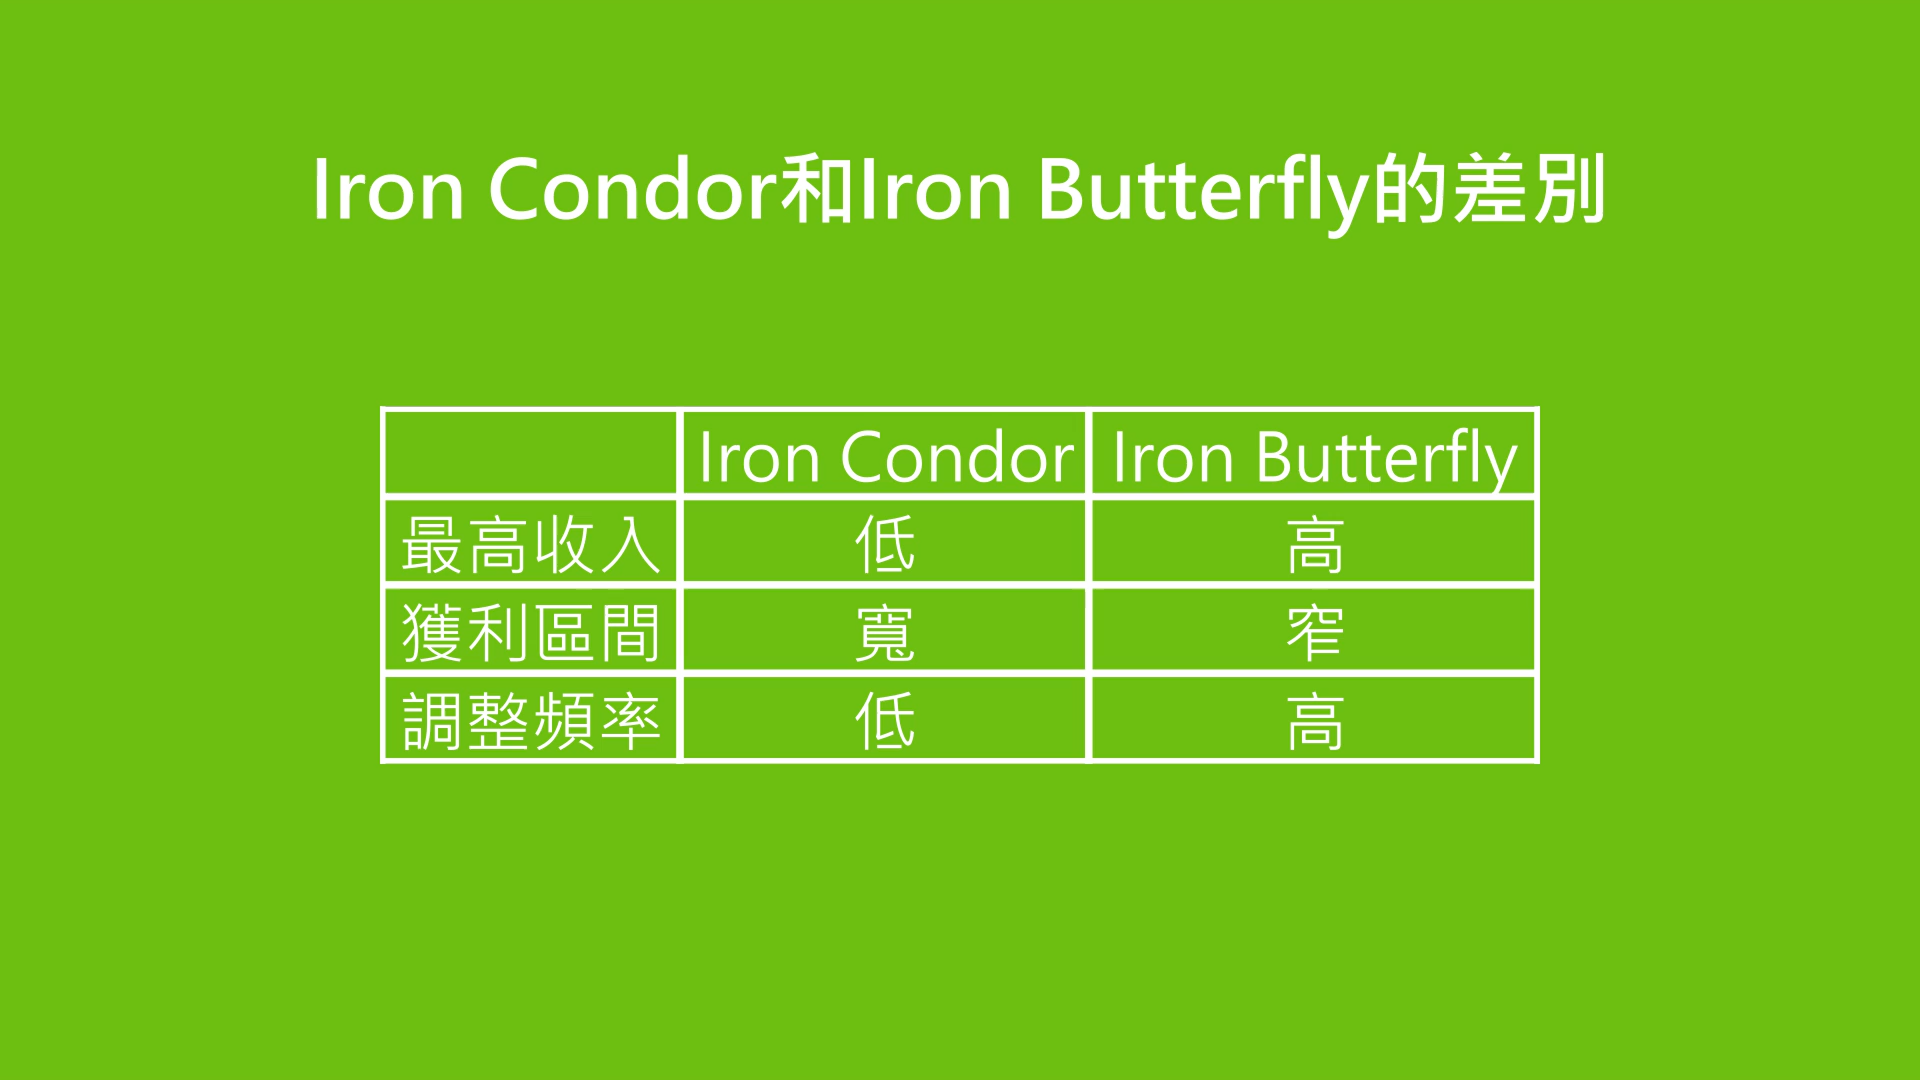 Iron Condor和Iron Butterfly的差別
Iron Condor Iron Butterfly
最高收入 低 高
獲利區間 寬 窄
調整頻率 低 高